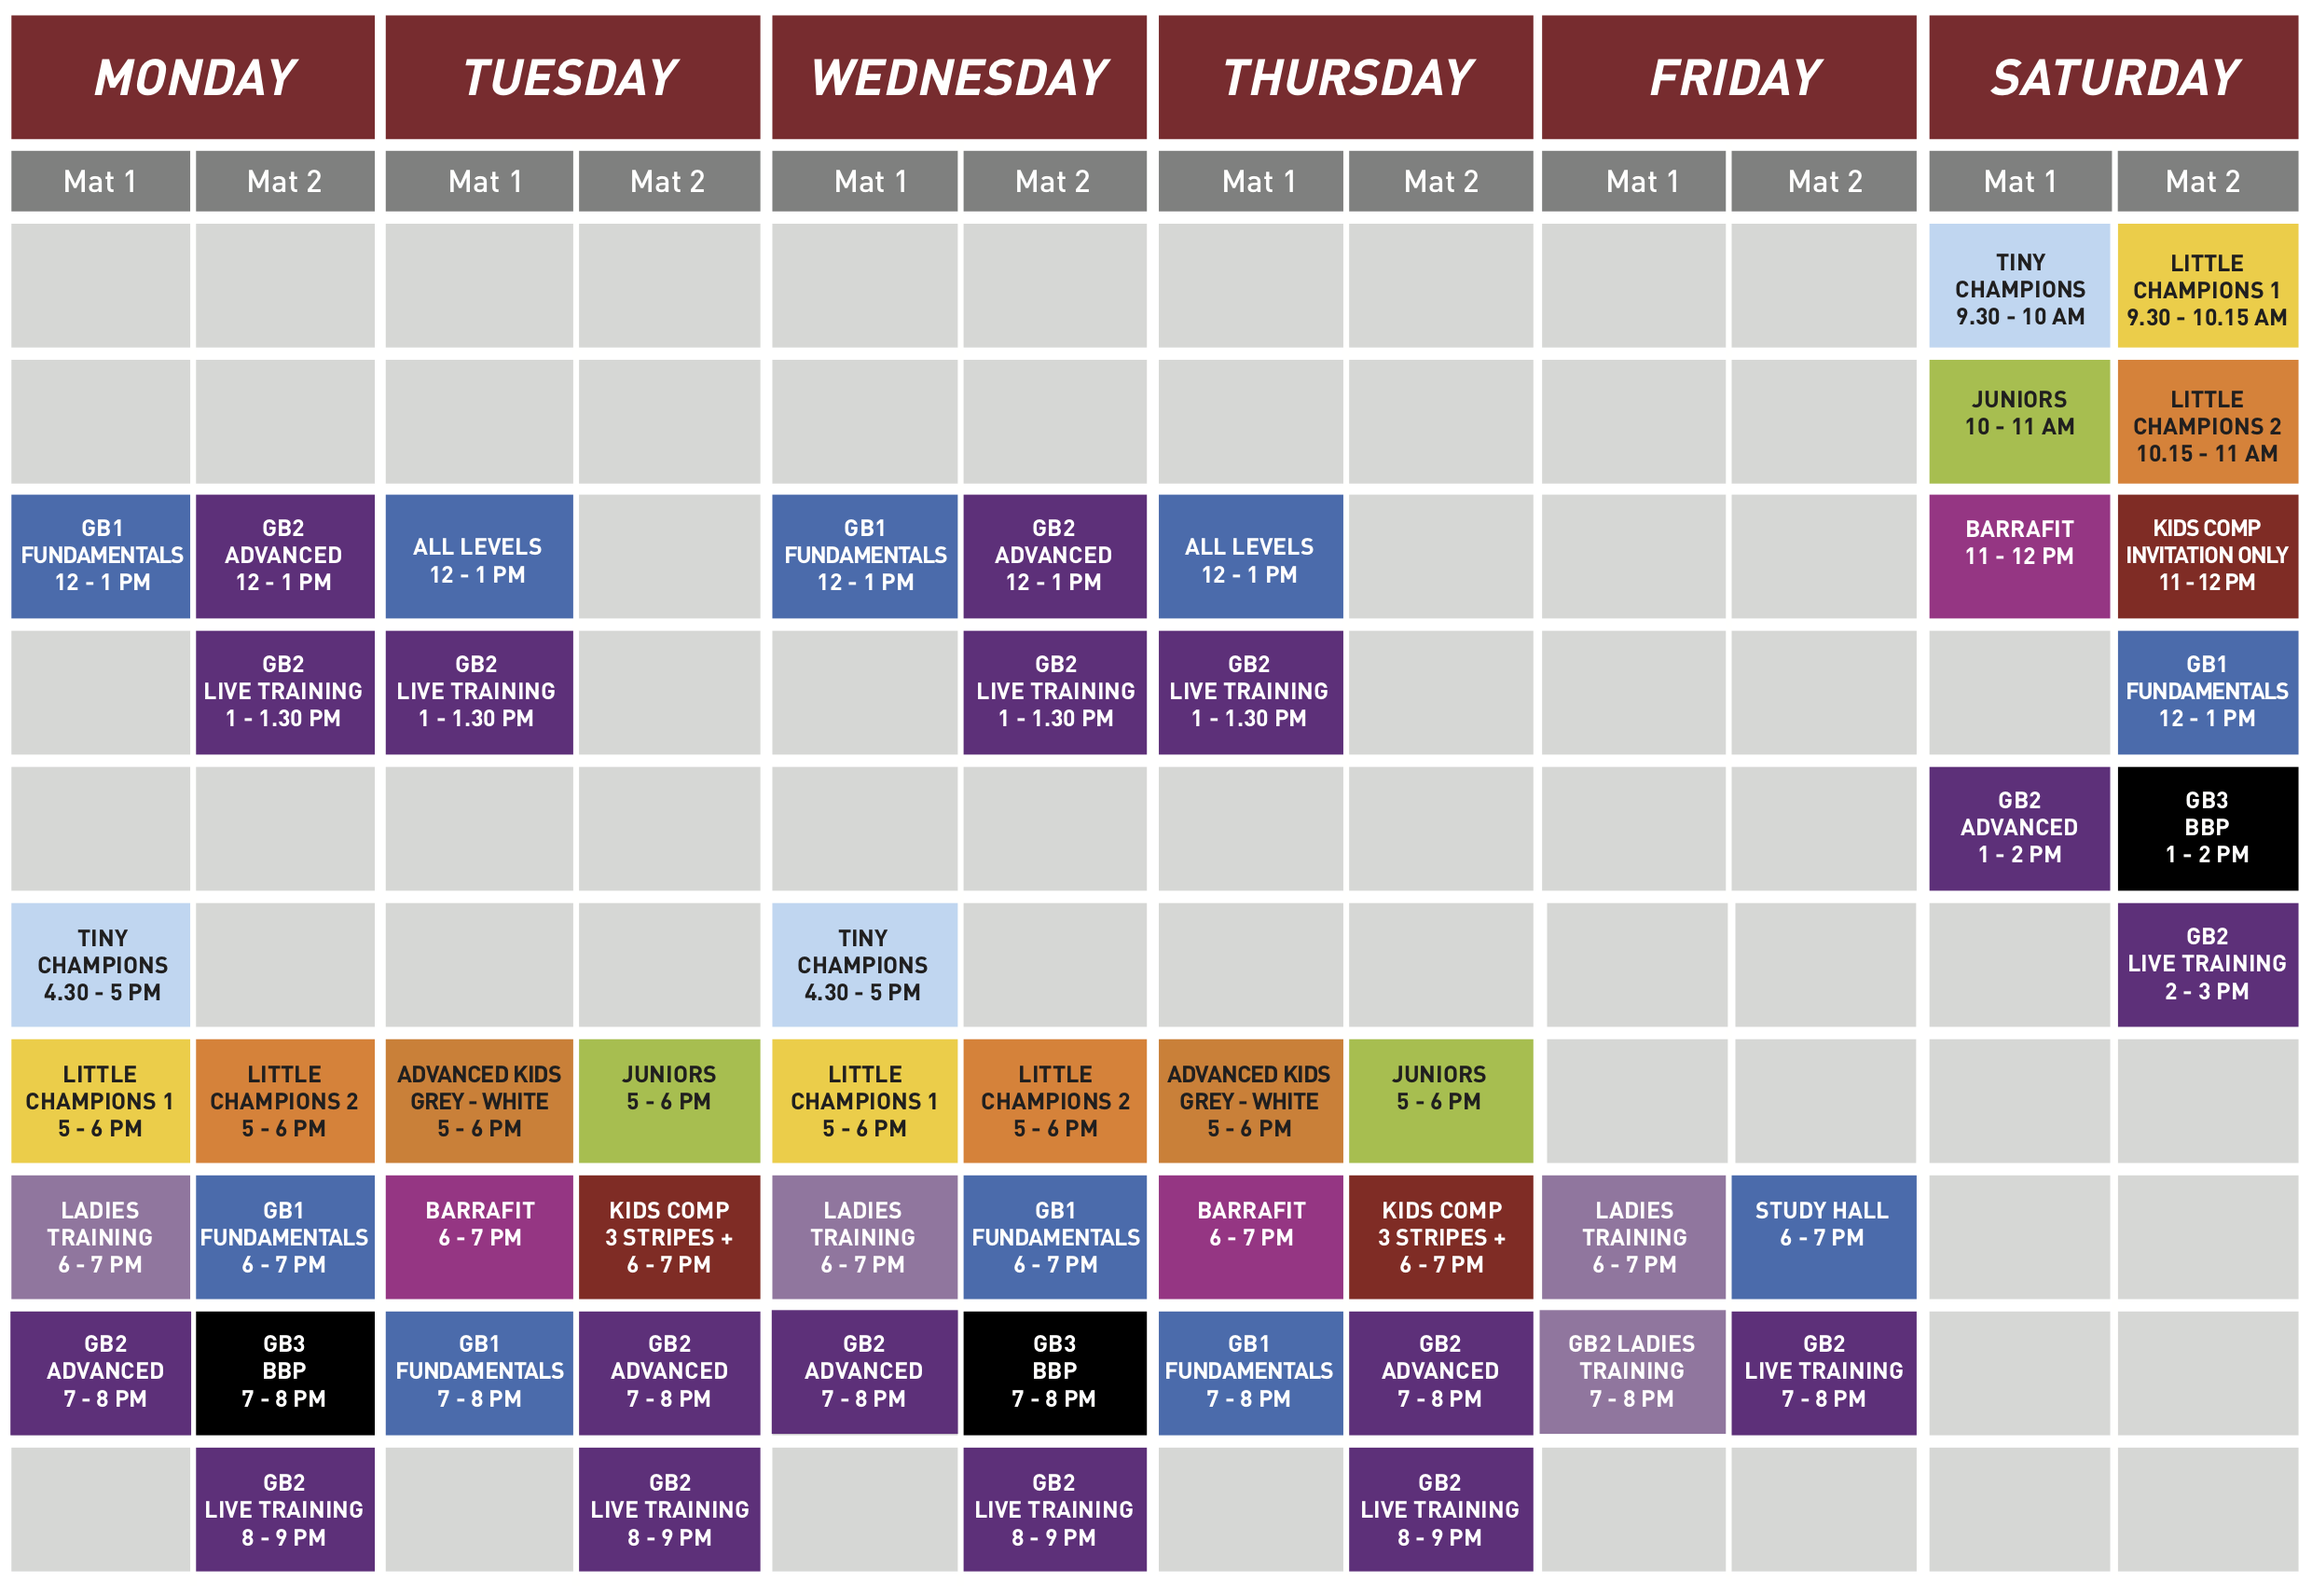 MONDAY
TUESDAY
WEDNESDAY
THURSDAY
FRIDAY
SATURDAY
Mat 1
Mat 2
Mat 1
Mat 2
Mat 1
Mat 2
Mat 1
Mat 2
Mat 1
Mat 2
Mat 1
Mat 2
TINY
CHAMPIONS
9.30 - 10 AM
LITTLE
CHAMPIONS 1
9.30 - 10.15 AM
JUNIORS
10 - 11 AM
LITTLE
CHAMPIONS 2
10.15 - 11 AM
GB1
FUNDAMENTALS
12 - 1 PM
GB2
ADVANCED
12 - 1 PM
ALL LEVELS
12 - 1 PM
GB1
FUNDAMENTALS
12 - 1 PM
GB2
ADVANCED
12 - 1 PM
ALL LEVELS
12 - 1 PM
BARRAFIT
11 - 12 PM
KIDS COMP
INVITATION ONLY
11 - 12 PM
GB2
LIVE TRAINING
1 - 1.30 PM
GB2
LIVE TRAINING
1 - 1.30 PM
GB2
LIVE TRAINING
1 - 1.30 PM
GB2
LIVE TRAINING
1 - 1.30 PM
GB1
FUNDAMENTALS
12 - 1 PM
GB2
ADVANCED
1 - 2 PM
GB3
BBP
1 - 2 PM
TINY
CHAMPIONS
4.30 - 5 PM
TINY
CHAMPIONS
4.30 - 5 PM
GB2
LIVE TRAINING
2 - 3 PM
LITTLE
CHAMPIONS 1
5 - 6 PM
LITTLE
CHAMPIONS 2
5 - 6 PM
ADVANCED KIDS
GREY - WHITE
5 - 6 PM
JUNIORS
5 - 6 PM
LITTLE
CHAMPIONS 1
5 - 6 PM
LITTLE
CHAMPIONS 2
5 - 6 PM
ADVANCED KIDS
GREY - WHITE
5 - 6 PM
JUNIORS
5 - 6 PM
LADIES
TRAINING
6 - 7 PM
GB1
FUNDAMENTALS
6 - 7 PM
BARRAFIT
6 - 7 PM
KIDS COMP
3 STRIPES +
6 - 7 PM
LADIES
TRAINING
6 - 7 PM
GB1
FUNDAMENTALS
6 - 7 PM
BARRAFIT
6 - 7 PM
KIDS COMP
3 STRIPES +
6 - 7 PM
LADIES
TRAINING
6 - 7 PM
STUDY HALL
6 - 7 PM
GB2
ADVANCED
7 - 8 PM
GB3
BBP
7 - 8 PM
GB1
FUNDAMENTALS
7 - 8 PM
GB2
ADVANCED
7 - 8 PM
GB2
ADVANCED
7 - 8 PM
GB3
BBP
7 - 8 PM
GB1
FUNDAMENTALS
7 - 8 PM
GB2
ADVANCED
7 - 8 PM
GB2 LADIES
TRAINING
7 - 8 PM
GB2
LIVE TRAINING
7 - 8 PM
GB2
LIVE TRAINING
8 - 9 PM
GB2
LIVE TRAINING
8 - 9 PM
GB2
LIVE TRAINING
8 - 9 PM
GB2
LIVE TRAINING
8 - 9 PM